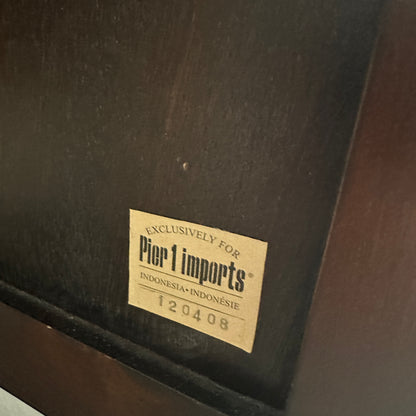 EXCLUSIVELY FOR
Pier 1 imports®
INDONESIA•INDONÉSIE
120408